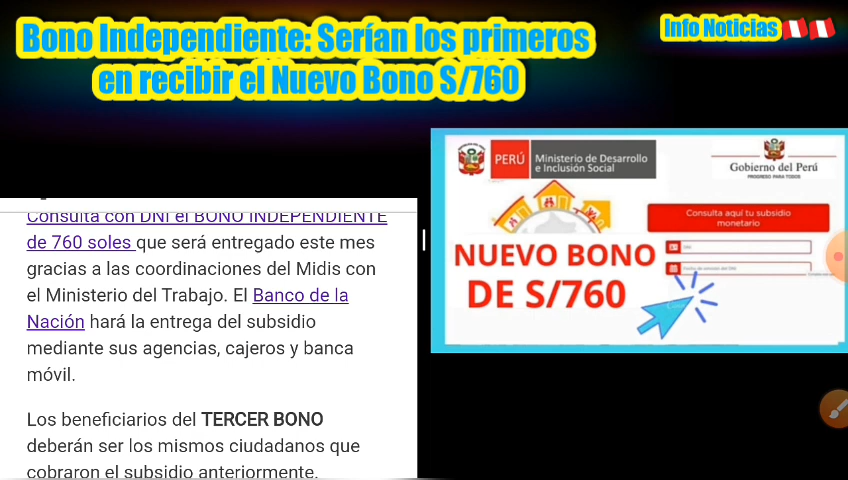 Bono Independiente: Serían los primeros
en recibir el Nuevo Bono S/760
Info Noticias
PERÚ
Ministerio de Desarrollo
e Inclusión Social
Gobierno del Perú
PROGRESO PARA TODOS
Consulta aquí tu subsidio
monetario
NUEVO BONO
DE S/760
Consulta con DNI el BONO INDEPENDIENTE
de 760 soles que será entregado este mes
gracias a las coordinaciones del Midis con
el Ministerio del Trabajo. El Banco de la
Nación hará la entrega del subsidio
mediante sus agencias, cajeros y banca
móvil.
Los beneficiarios del TERCER BONO
deberán ser los mismos ciudadanos que
cobraron el subsidio anteriormente.